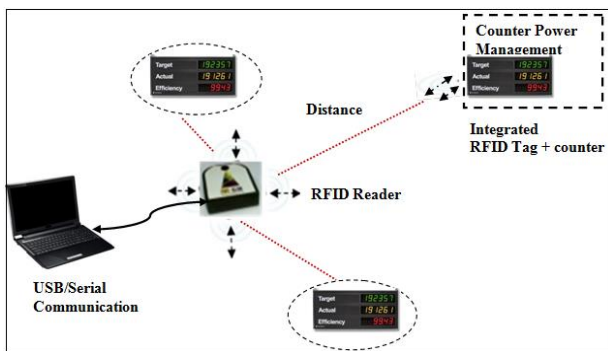 Counter Power
Management
Target 192357
Actual 191261
Efficiency 9943
Target 192357
Actual 191261
Efficiency 9943
Distance
Integrated
RFID Tag + counter
RFID Reader
USB/Serial
Communication
Target 192357
Actual 191261
Efficiency 9943